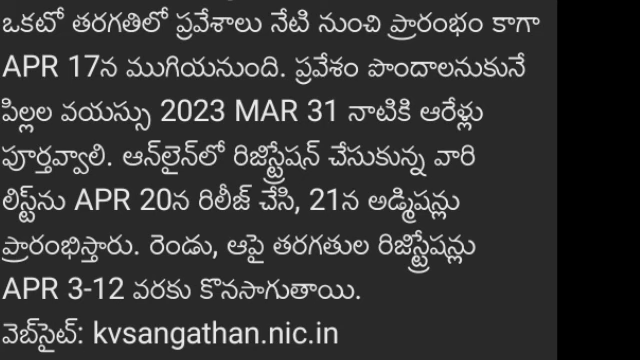 ఒకటో తరగతిలో ప్రవేశాలు నేటి నుంచి ప్రారంభం కాగా
APR 17న ముగియనుంది. ప్రవేశం పొందాలనుకునే
పిల్లల వయస్సు 2023 MAR 31 నాటికి ఆరేళ్లు
పూర్తవ్వాలి. ఆన్‌లైన్‌లో రిజిస్ట్రేషన్ చేసుకున్న వారి
లిస్ట్‌ను APR 20న రిలీజ్ చేసి, 21న అడ్మిషన్లు
ప్రారంభిస్తారు. రెండు, ఆపై తరగతుల రిజిస్ట్రేషన్లు
APR 3-12 వరకు కొనసాగుతాయి.
వెబ్‌సైట్: kvsangathan.nic.in